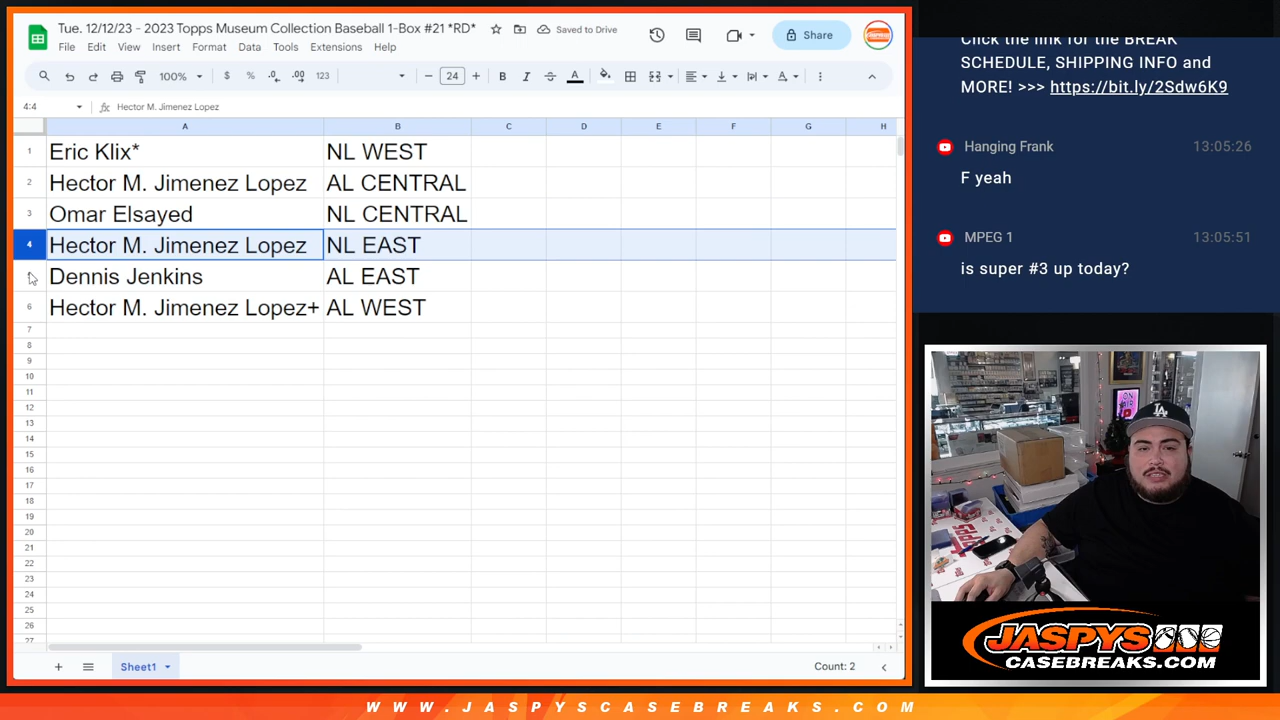 Tue. 12/12/23 - 2023 Topps Museum Collection Baseball 1-Box #21 *RD*
Saved to Drive
Share
File Edit View Insert Format Data Tools Extensions Help
100% $ % .0 .00 123 24 B I A
4:4 Hector M. Jimenez Lopez
A B C D E F G H
1 Eric Klix* NL WEST
2 Hector M. Jimenez Lopez AL CENTRAL
3 Omar Elsayed NL CENTRAL
4 Hector M. Jimenez Lopez NL EAST
Dennis Jenkins AL EAST
6 Hector M. Jimenez Lopez+ AL WEST
7
8
9
10
11
12
13
14
15
16
17
18
19
20
21
22
23
24
25
26
27
Sheet1
Count: 2
Click the link for the BREAK
SCHEDULE, SHIPPING INFO and
MORE! >>> https://bit.ly/2Sdw6K9
Hanging Frank 13:05:26
F yeah
MPEG 1 13:05:51
is super #3 up today?
ON AIR
LA
TOPPS
JASPYS
CASEBREAKS.COM
WWW.JASPYSCASEBREAKS.COM